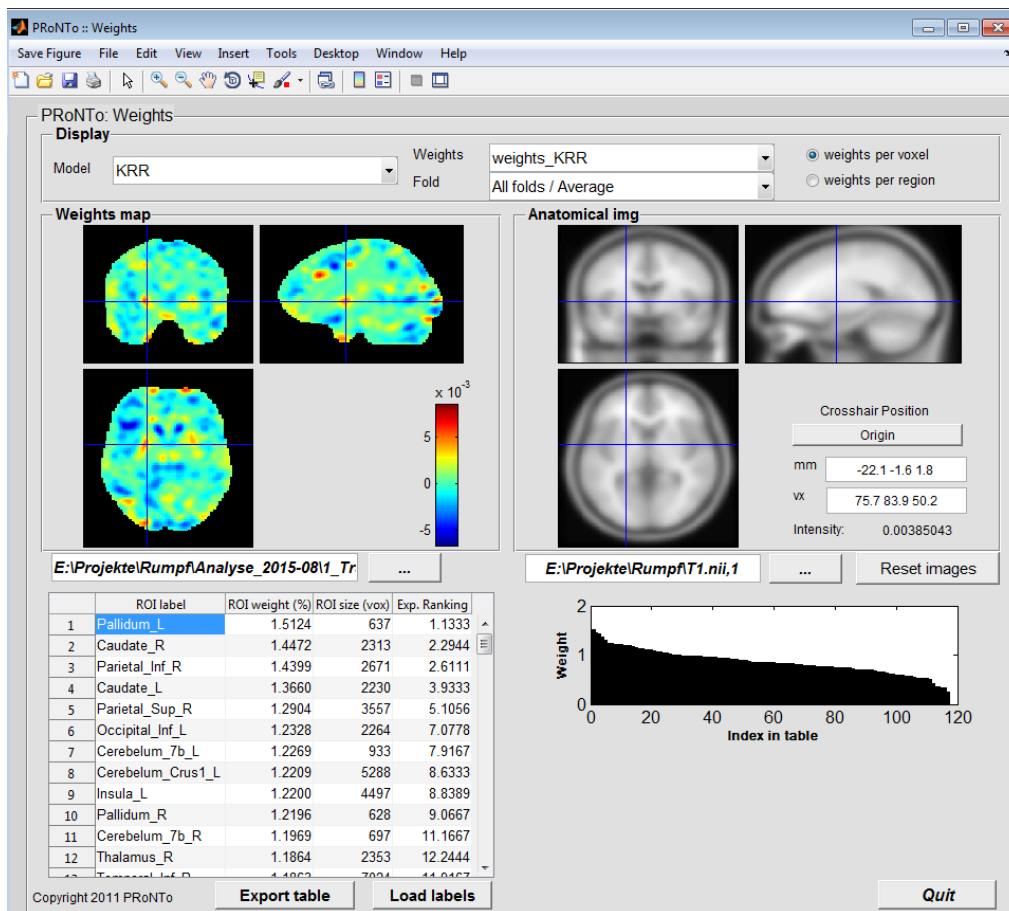 PRoNTo :: Weights
Save Figure File Edit View Insert Tools Desktop Window Help
PRoNTo: Weights
Display
Model KRR
Weights weights_KRR
Fold All folds / Average
weights per voxel
weights per region
Weights map
x 10^-3
5
0
-5
Anatomical img
Crosshair Position
Origin
mm -22.1 -1.6 1.8
vx 75.7 83.9 50.2
Intensity: 0.00385043
E:\Projekte\Rumpf\Analyse_2015-08\1_Tr
...
E:\Projekte\Rumpf\T1.nii,1
...
Reset images
ROI label ROI weight (%) ROI size (vox) Exp. Ranking
1 Pallidum_L 1.5124 637 1.1333
2 Caudate_R 1.4472 2313 2.2944
3 Parietal_Inf_R 1.4399 2671 2.6111
4 Caudate_L 1.3660 2230 3.9333
5 Parietal_Sup_R 1.2904 3557 5.1056
6 Occipital_Inf_L 1.2328 2264 7.0778
7 Cerebelum_7b_L 1.2269 933 7.9167
8 Cerebelum_Crus1_L 1.2209 5288 8.6333
9 Insula_L 1.2200 4497 8.8389
10 Pallidum_R 1.2196 628 9.0667
11 Cerebelum_7b_R 1.1969 697 11.1667
12 Thalamus_R 1.1864 2353 12.2444
Weight
2
1
0
0 20 40 60 80 100 120
Index in table
Copyright 2011 PRoNTo
Export table
Load labels
Quit